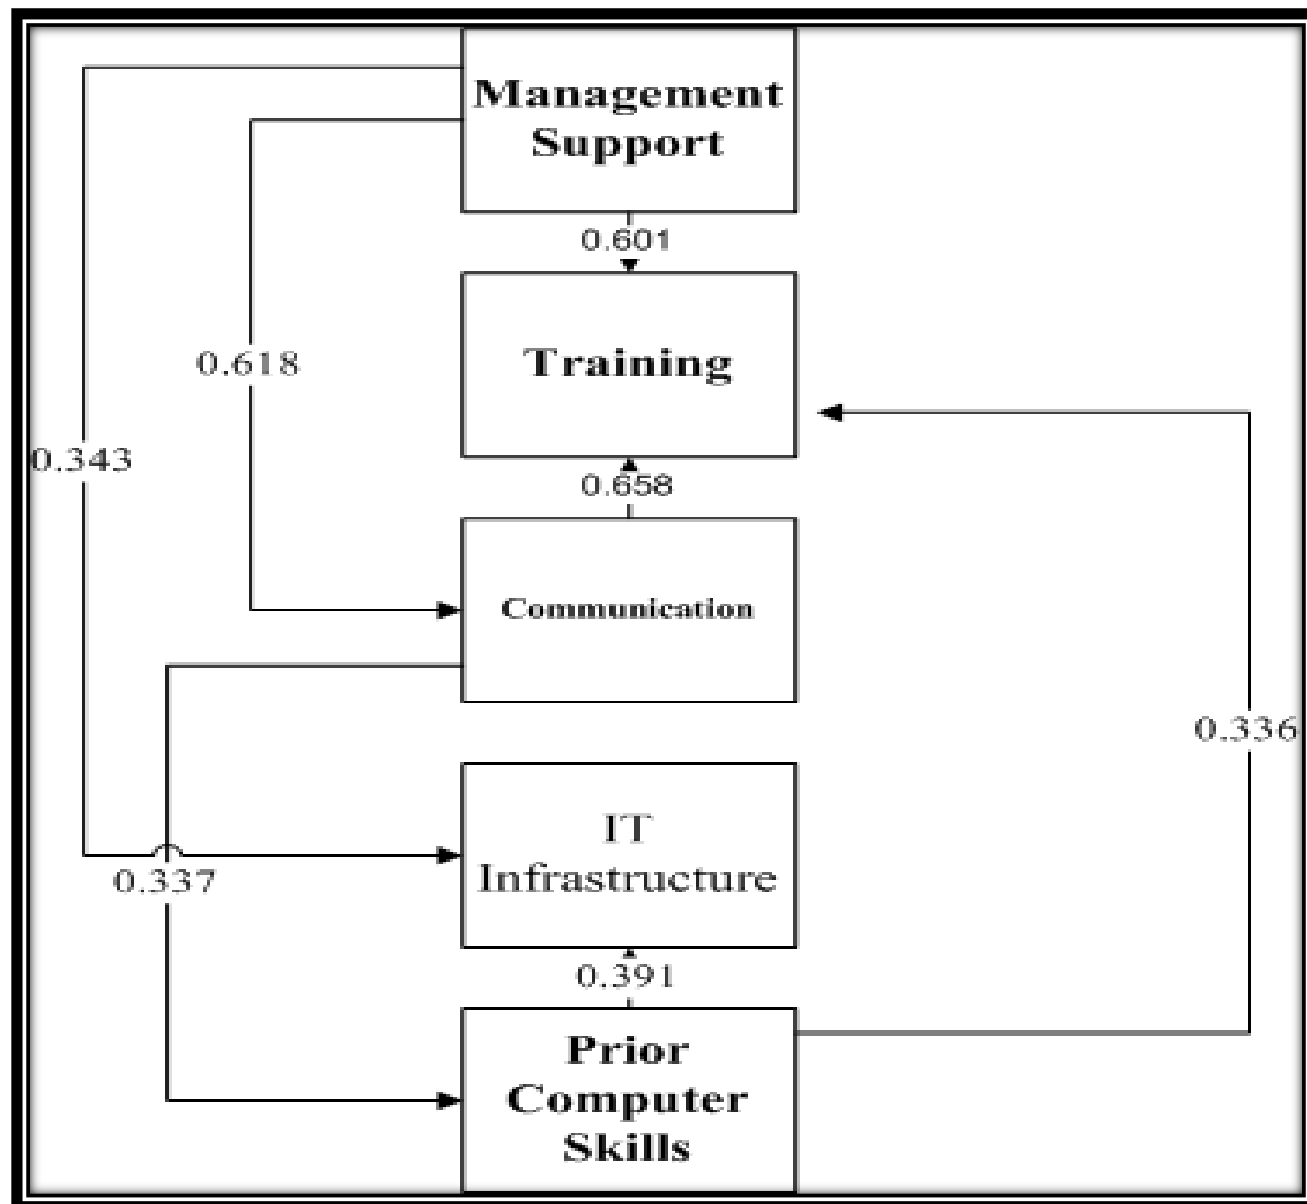 Management
Support
0.601
Training
0.618
0.343
0.658
Communication
0.336
IT
Infrastructure
0.337
0.391
Prior
Computer
Skills